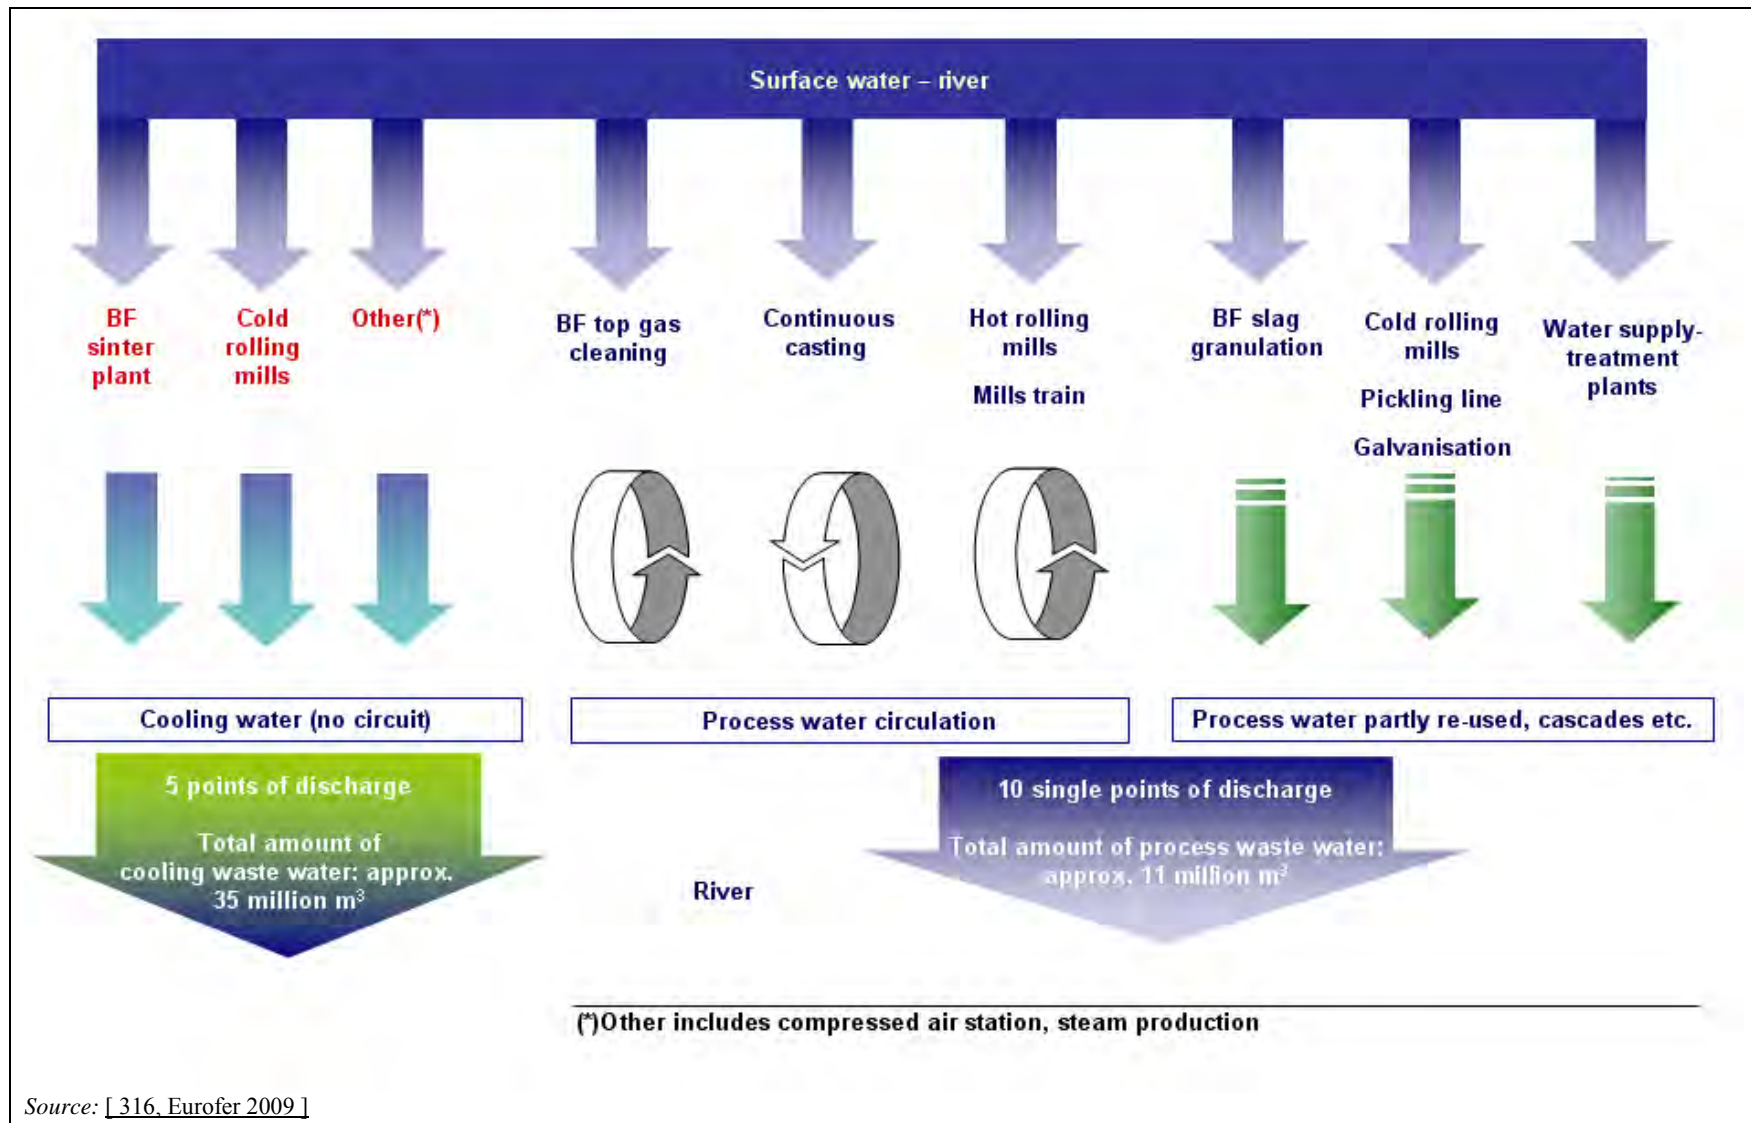 Surface water – river
BF
sinter
plant
Cold
rolling
mills
Other(*)
BF top gas
cleaning
Continuous
casting
Hot rolling
mills
Mills train
BF slag
granulation
Cold rolling
mills
Pickling line
Galvanisation
Water supply-
treatment
plants
Cooling water (no circuit)
Process water circulation
Process water partly re-used, cascades etc.
5 points of discharge
Total amount of
cooling waste water: approx.
35 million m³
River
10 single points of discharge
Total amount of process waste water:
approx. 11 million m³
(*)Other includes compressed air station, steam production
Source: [ 316, Eurofer 2009 ]